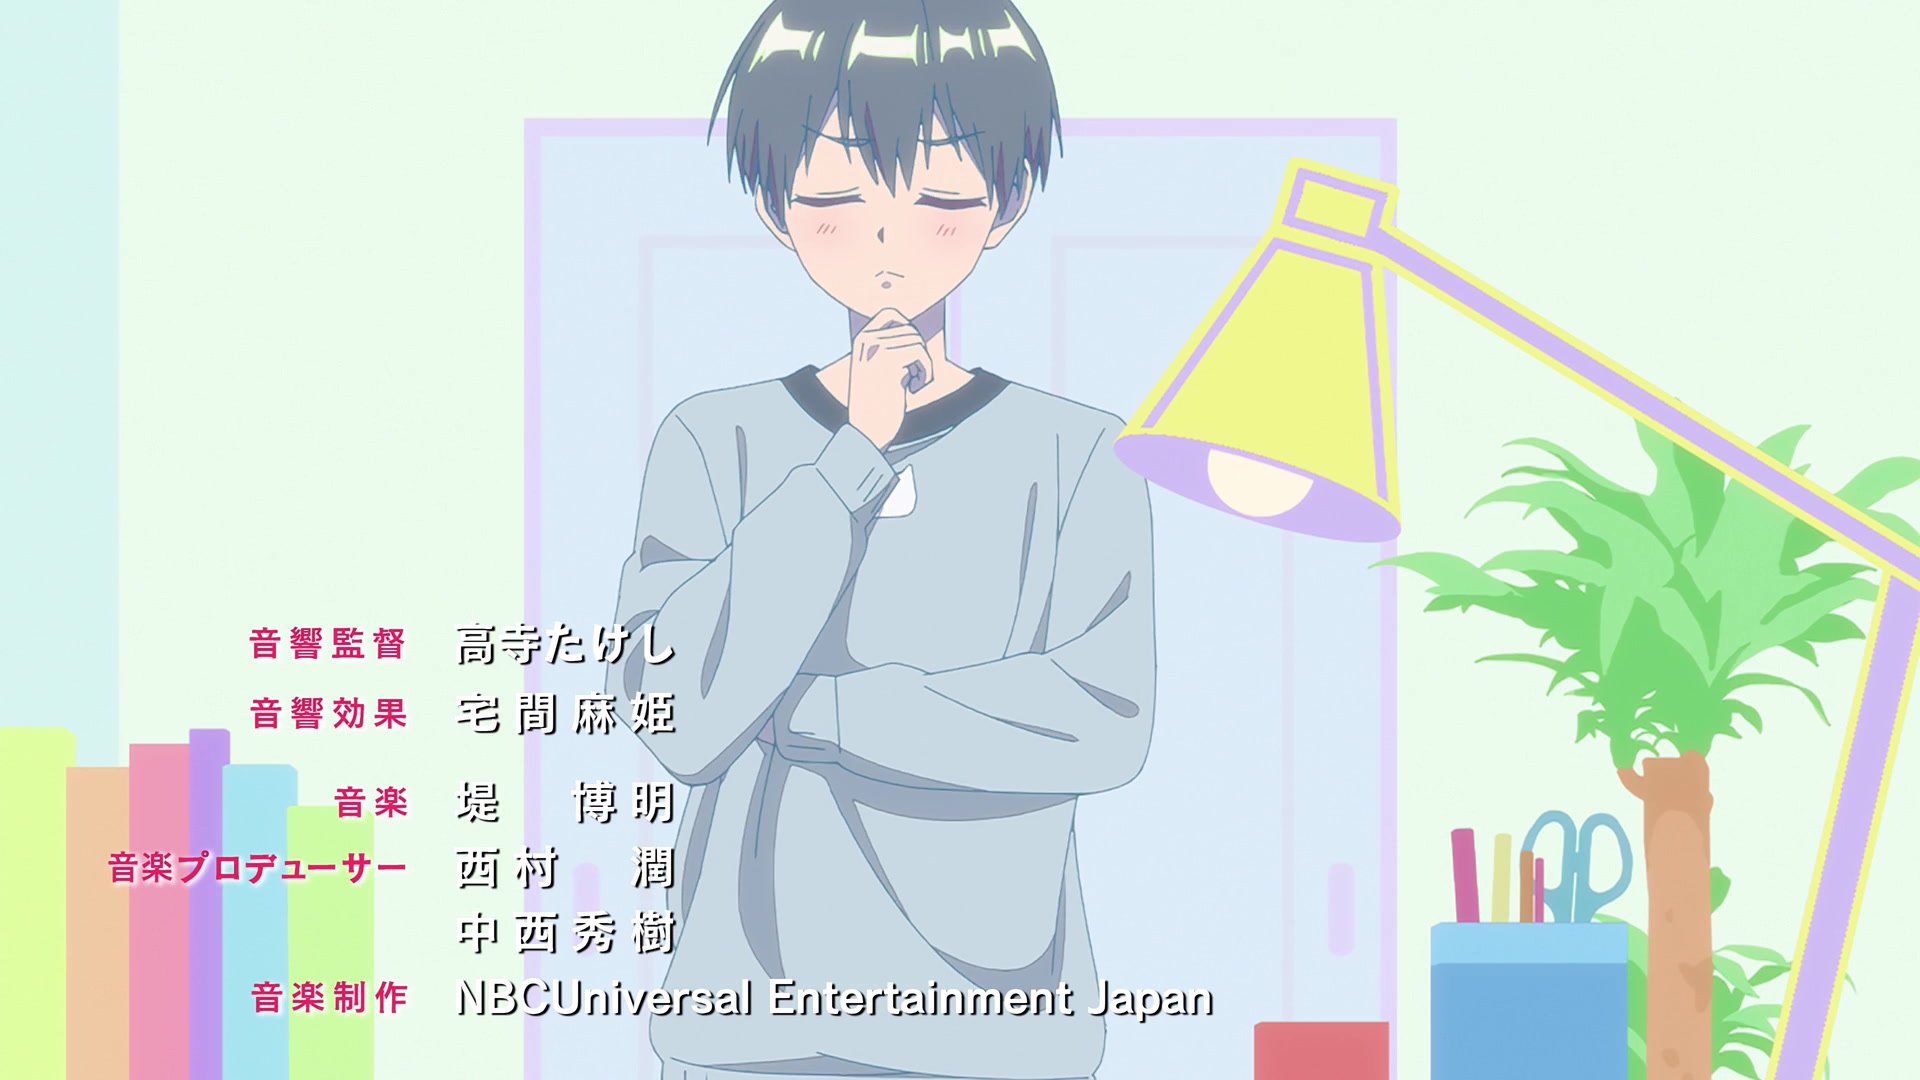 音響監督 高寺たけし
音響効果 宅間麻姫
音楽 堤 博明
音楽プロデューサー 西村 潤
中西秀樹
音楽制作 NBCUniversal Entertainment Japan